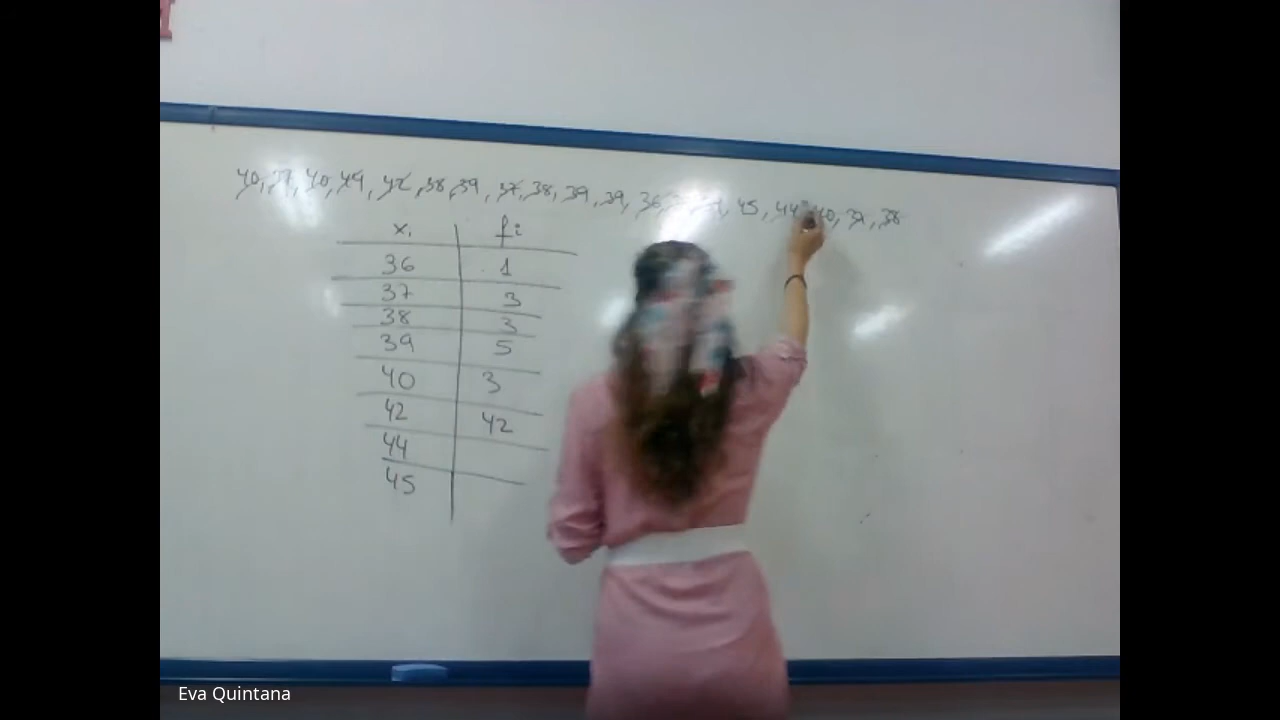 40, 37, 40, 44, 42, 38, 39, 37, 38, 39, 39, 36, 45, 44, 40, 37, 38
xi fi
36 1
37 3
38 3
39 5
40 3
42 42
44
45
Eva Quintana